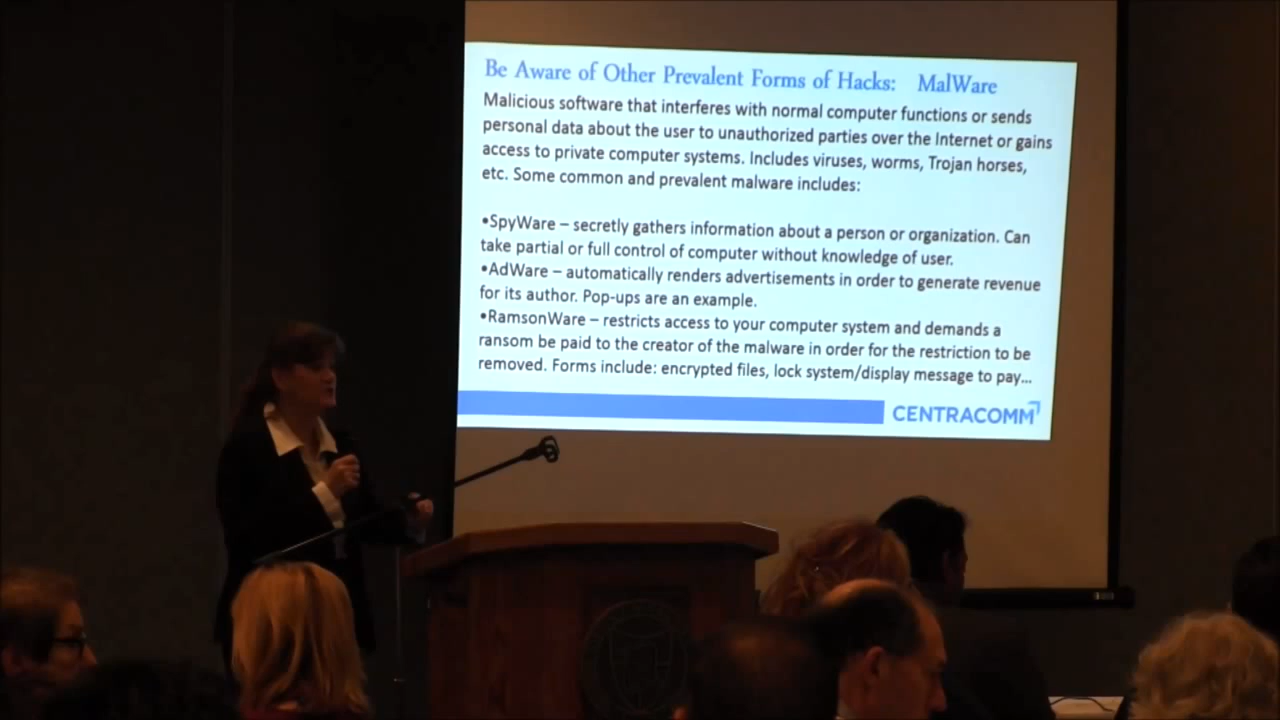 Be Aware of Other Prevalent Forms of Hacks: MalWare
Malicious software that interferes with normal computer functions or sends
personal data about the user to unauthorized parties over the Internet or gains
access to private computer systems. Includes viruses, worms, Trojan horses,
etc. Some common and prevalent malware includes:
•SpyWare – secretly gathers information about a person or organization. Can
take partial or full control of computer without knowledge of user.
•AdWare – automatically renders advertisements in order to generate revenue
for its author. Pop-ups are an example.
•RamsonWare – restricts access to your computer system and demands a
ransom be paid to the creator of the malware in order for the restriction to be
removed. Forms include: encrypted files, lock system/display message to pay...
CENTRACOMM